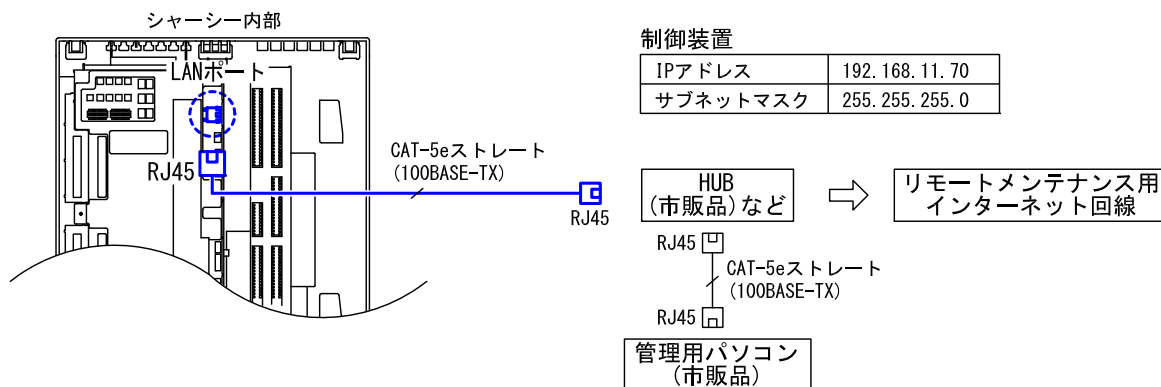 シャーシー内部
LANポート
RJ45
CAT-5eストレート
(100BASE-TX)
RJ45
制御装置
IPアドレス 192.168.11.70
サブネットマスク 255.255.255.0
HUB
(市販品)など
リモートメンテナンス用
インターネット回線
RJ45
CAT-5eストレート
(100BASE-TX)
RJ45
管理用パソコン
(市販品)